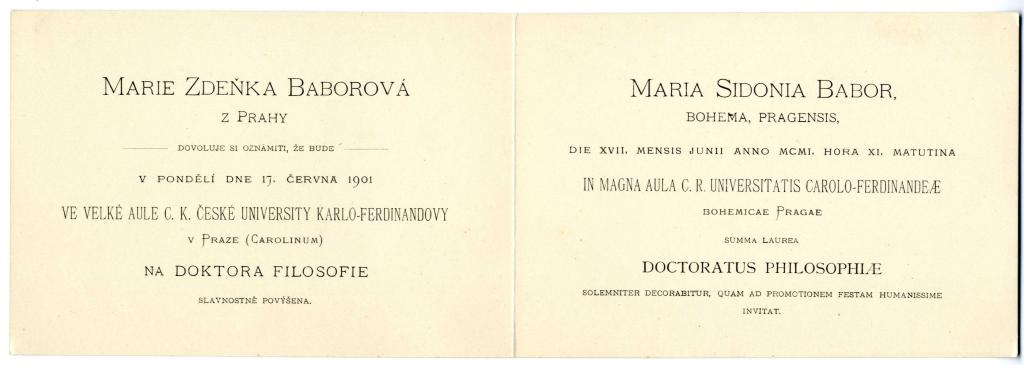 MARIE ZDEŇKA BABOROVÁ
Z PRAHY
DOVOLUJE SI OZNÁMITI, ŽE BUDE
V PONDĚLÍ DNE 17. ČERVNA 1901
VE VELKÉ AULE C. K. ČESKÉ UNIVERSITY KARLO-FERDINANDOVY
V PRAZE (CAROLINUM)
NA DOKTORA FILOSOFIE
SLAVNOSTNĚ POVÝŠENA.
MARIA SIDONIA BABOR,
BOHEMA, PRAGENSIS,
DIE XVII. MENSIS JUNII ANNO MCMI. HORA XI. MATUTINA
IN MAGNA AULA C. R. UNIVERSITATIS CAROLO-FERDINANDEÆ
BOHEMICAE PRAGAE
SUMMA LAUREA
DOCTORATUS PHILOSOPHIÆ
SOLEMNITER DECORABITUR, QUAM AD PROMOTIONEM FESTAM HUMANISSIME
INVITAT.